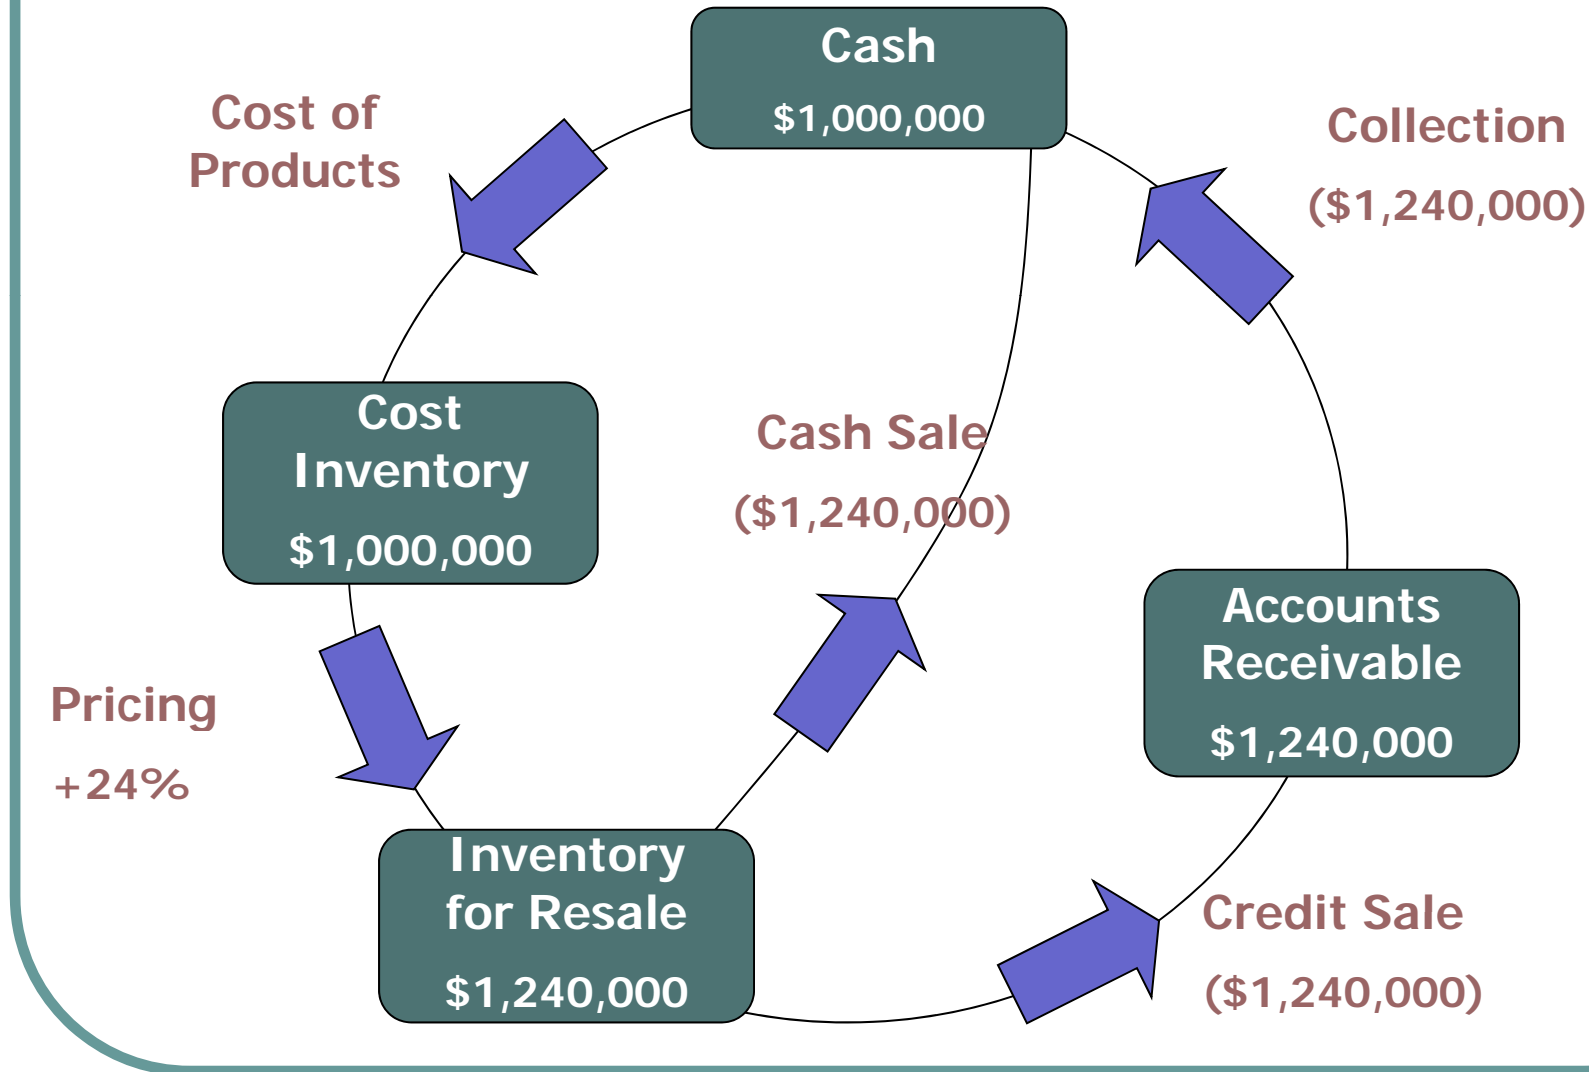 Cash
$1,000,000
Cost of
Products
Collection
($1,240,000)
Cost
Inventory
$1,000,000
Cash Sale
($1,240,000)
Accounts
Receivable
$1,240,000
Pricing
+24%
Inventory
for Resale
$1,240,000
Credit Sale
($1,240,000)